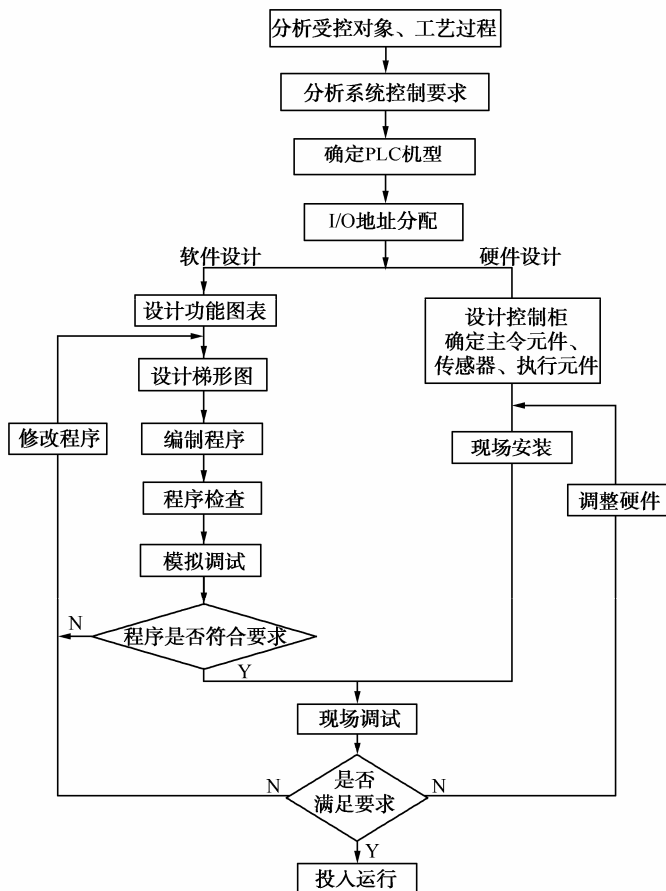 分析受控对象、工艺过程
分析系统控制要求
确定PLC机型
I/O地址分配
软件设计
硬件设计
设计功能图表
设计控制柜
确定主令元件、
传感器、执行元件
设计梯形图
修改程序
编制程序
现场安装
程序检查
调整硬件
模拟调试
N
程序是否符合要求
Y
现场调试
N
是否
满足要求
N
Y
投入运行